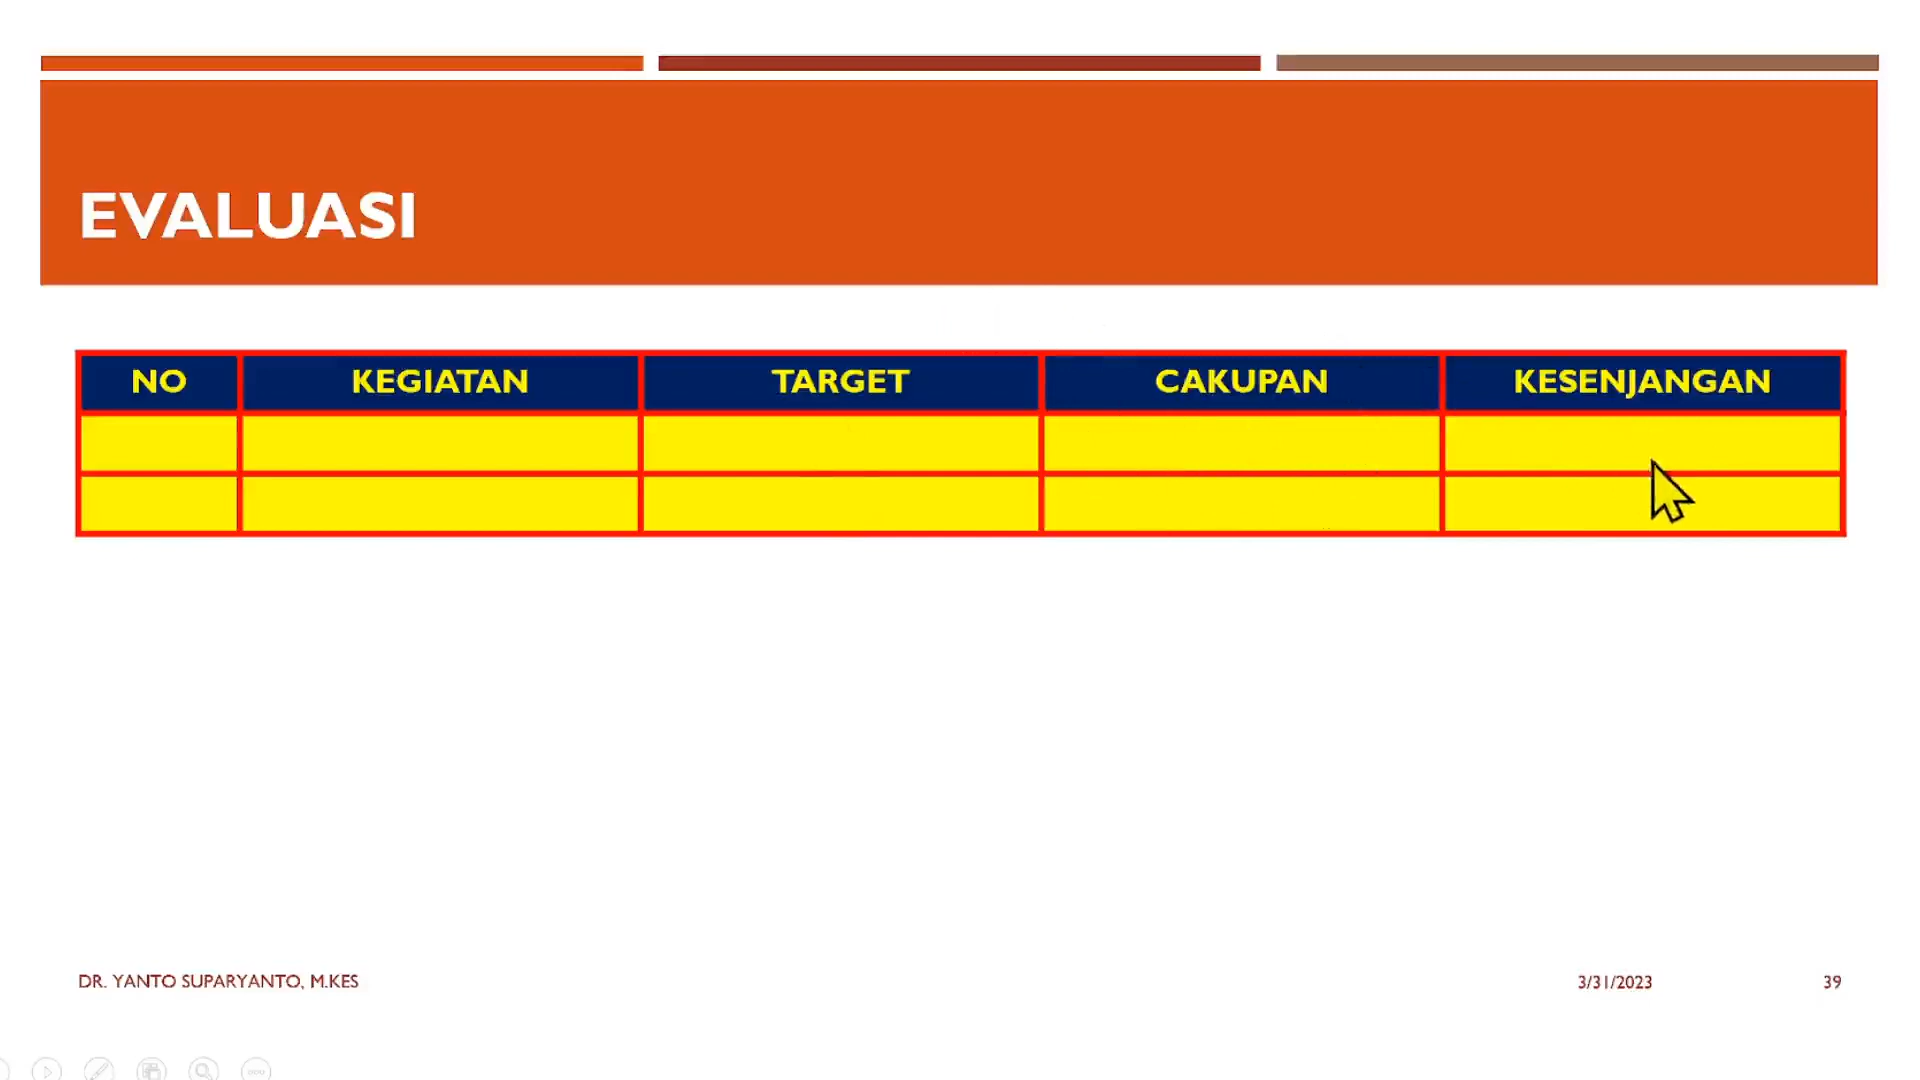 EVALUASI
NO KEGIATAN TARGET CAKUPAN KESENJANGAN
DR. YANTO SUPARYANTO, M.KES 3/31/2023 39